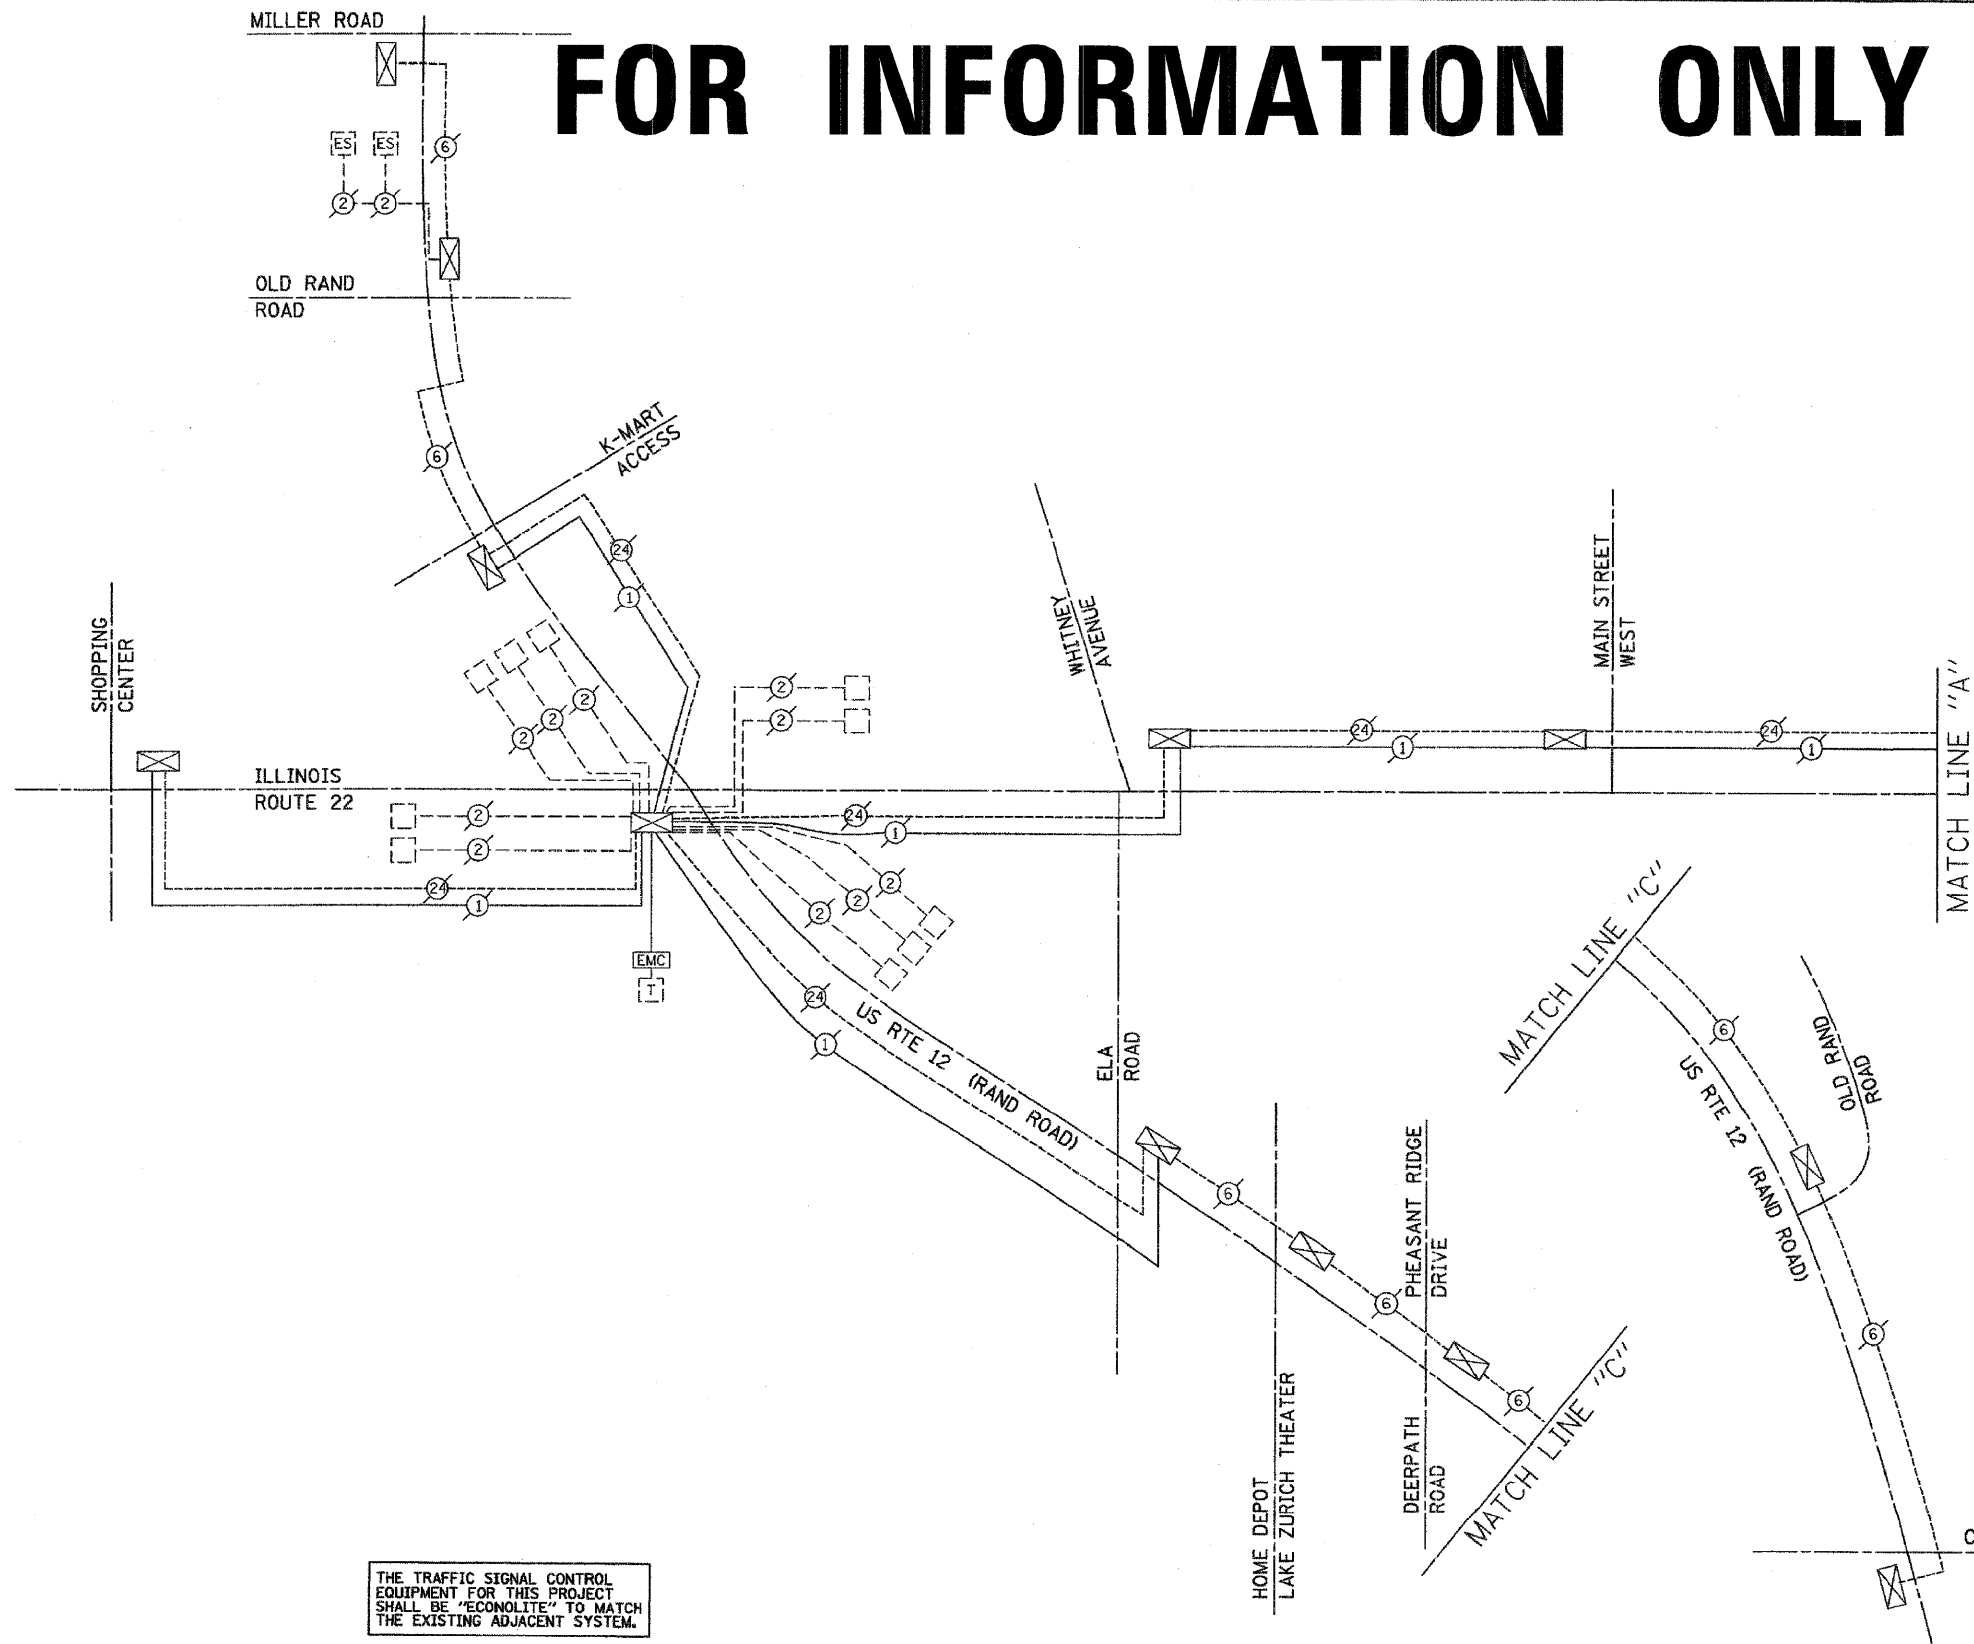 MILLER ROAD
FOR INFORMATION ONLY
ES ES
6
2 2
OLD RAND
ROAD
6
K-MART
ACCESS
24
1
SHOPPING
CENTER
2
2
2
2
2
WHITNEY
AVENUE
MAIN STREET
WEST
MATCH LINE "A"
24
1
24
1
ILLINOIS
ROUTE 22
2
2
24
1
24
1
2
2
2
EMC
T
24
1
US RTE 12 (RAND ROAD)
ELA
ROAD
MATCH LINE "C"
6
US RTE 12 (RAND ROAD)
OLD RAND
ROAD
6
6
6
PHEASANT RIDGE
DRIVE
6
HOME DEPOT
LAKE ZURICH THEATER
DEERPATH
ROAD
MATCH LINE "C"
THE TRAFFIC SIGNAL CONTROL
EQUIPMENT FOR THIS PROJECT
SHALL BE "ECONOLITE" TO MATCH
THE EXISTING ADJACENT SYSTEM.